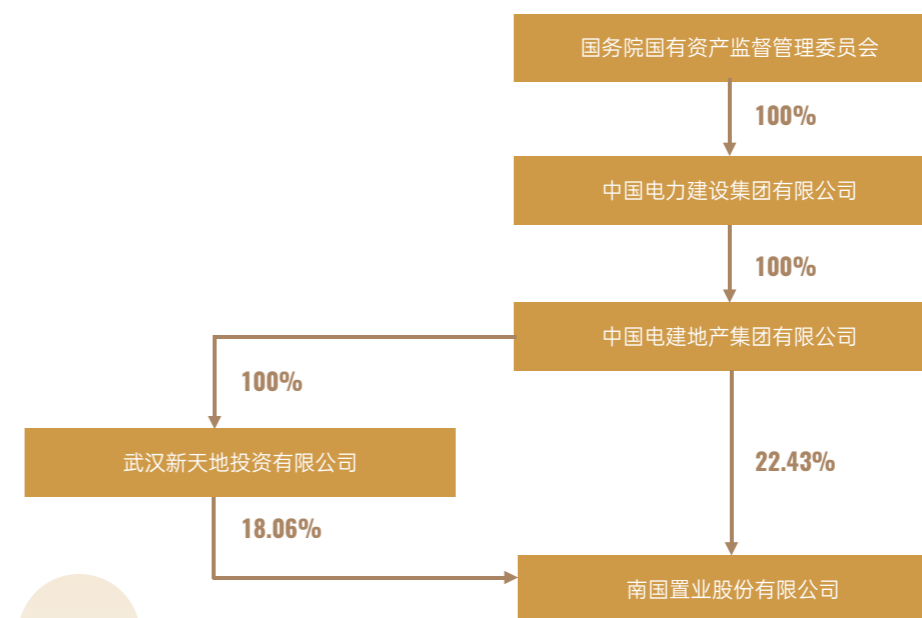 国务院国有资产监督管理委员会
100%
中国电力建设集团有限公司
100%
中国电建地产集团有限公司
100%
武汉新天地投资有限公司
22.43%
18.06%
南国置业股份有限公司